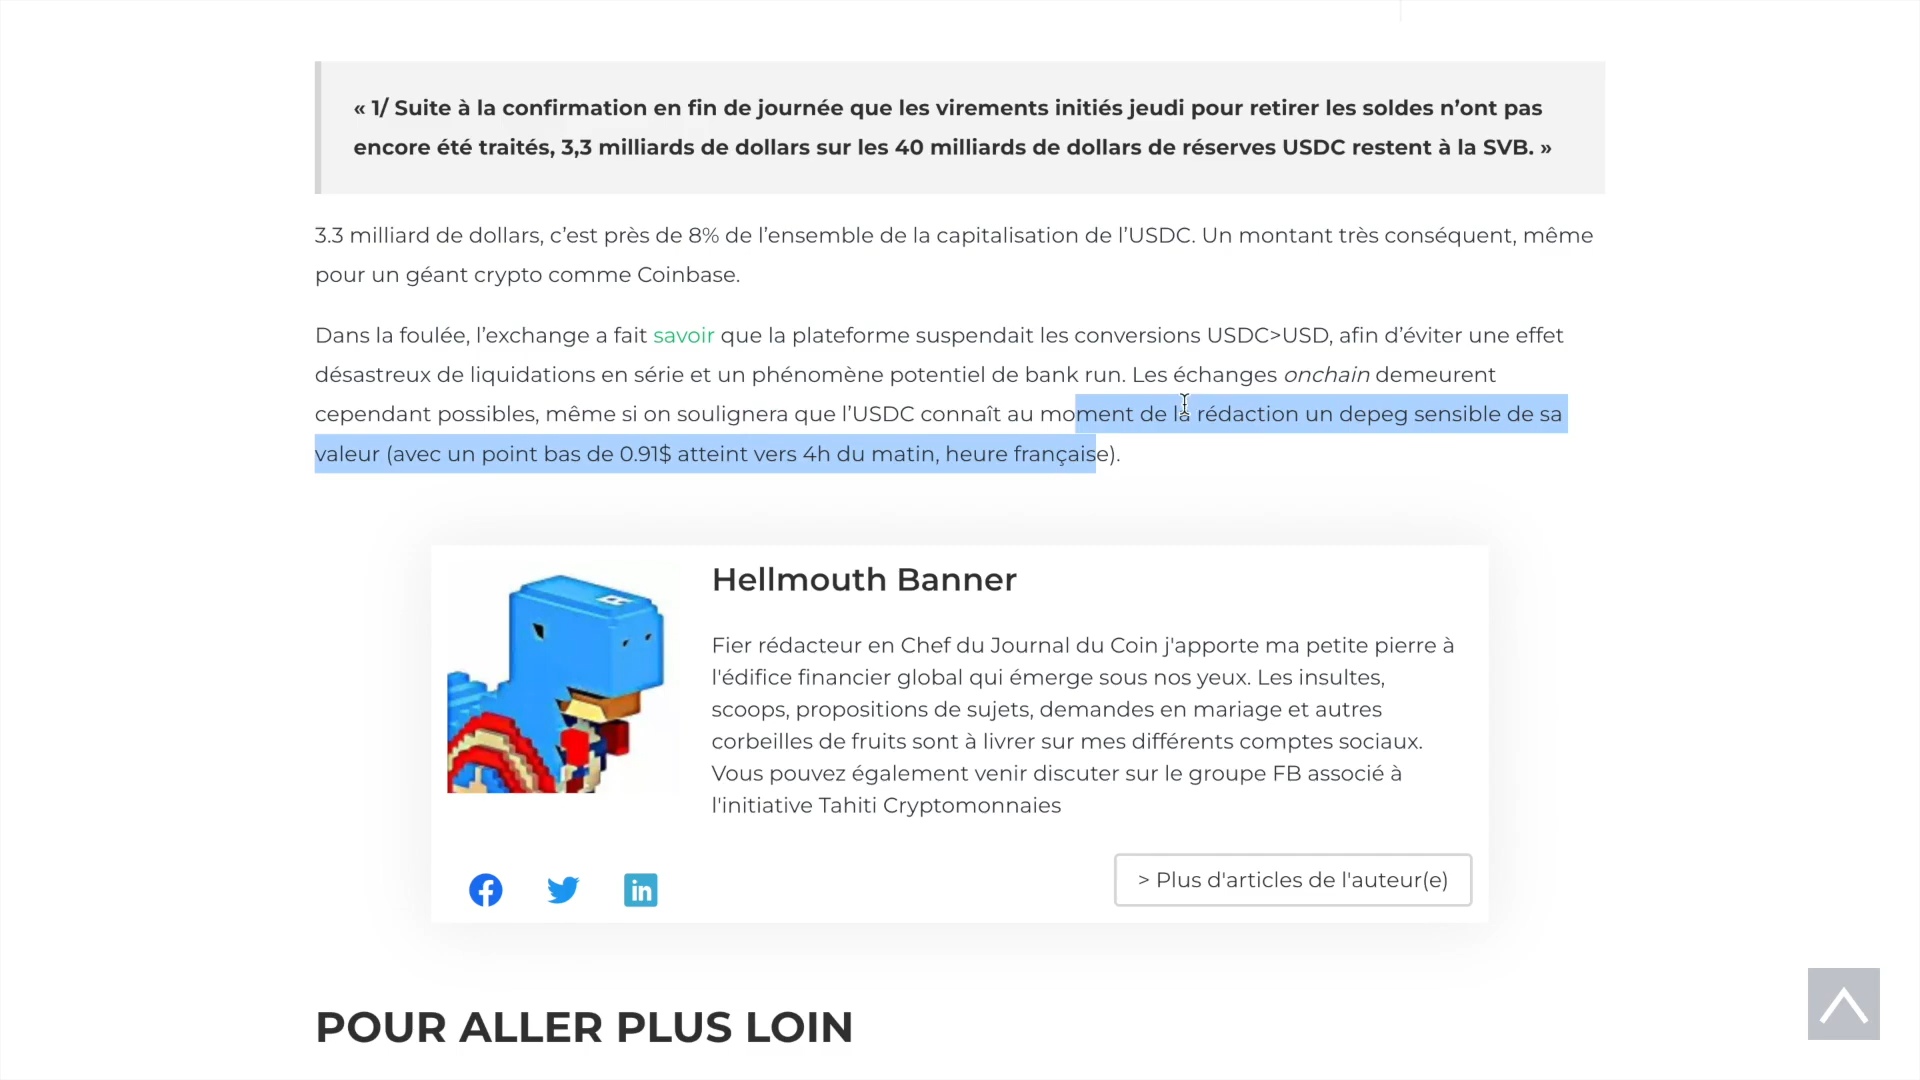 « 1/ Suite à la confirmation en fin de journée que les virements initiés jeudi pour retirer les soldes n’ont pas
encore été traités, 3,3 milliards de dollars sur les 40 milliards de dollars de réserves USDC restent à la SVB. »
3.3 milliard de dollars, c’est près de 8% de l’ensemble de la capitalisation de l’USDC. Un montant très conséquent, même
pour un géant crypto comme Coinbase.
Dans la foulée, l’exchange a fait savoir que la plateforme suspendait les conversions USDC>USD, afin d’éviter une effet
désastreux de liquidations en série et un phénomène potentiel de bank run. Les échanges onchain demeurent
cependant possibles, même si on soulignera que l’USDC connaît au moment de la rédaction un depeg sensible de sa
valeur (avec un point bas de 0.91$ atteint vers 4h du matin, heure française).
Hellmouth Banner
Fier rédacteur en Chef du Journal du Coin j'apporte ma petite pierre à
l'édifice financier global qui émerge sous nos yeux. Les insultes,
scoops, propositions de sujets, demandes en mariage et autres
corbeilles de fruits sont à livrer sur mes différents comptes sociaux.
Vous pouvez également venir discuter sur le groupe FB associé à
l'initiative Tahiti Cryptomonnaies
> Plus d'articles de l'auteur(e)
POUR ALLER PLUS LOIN